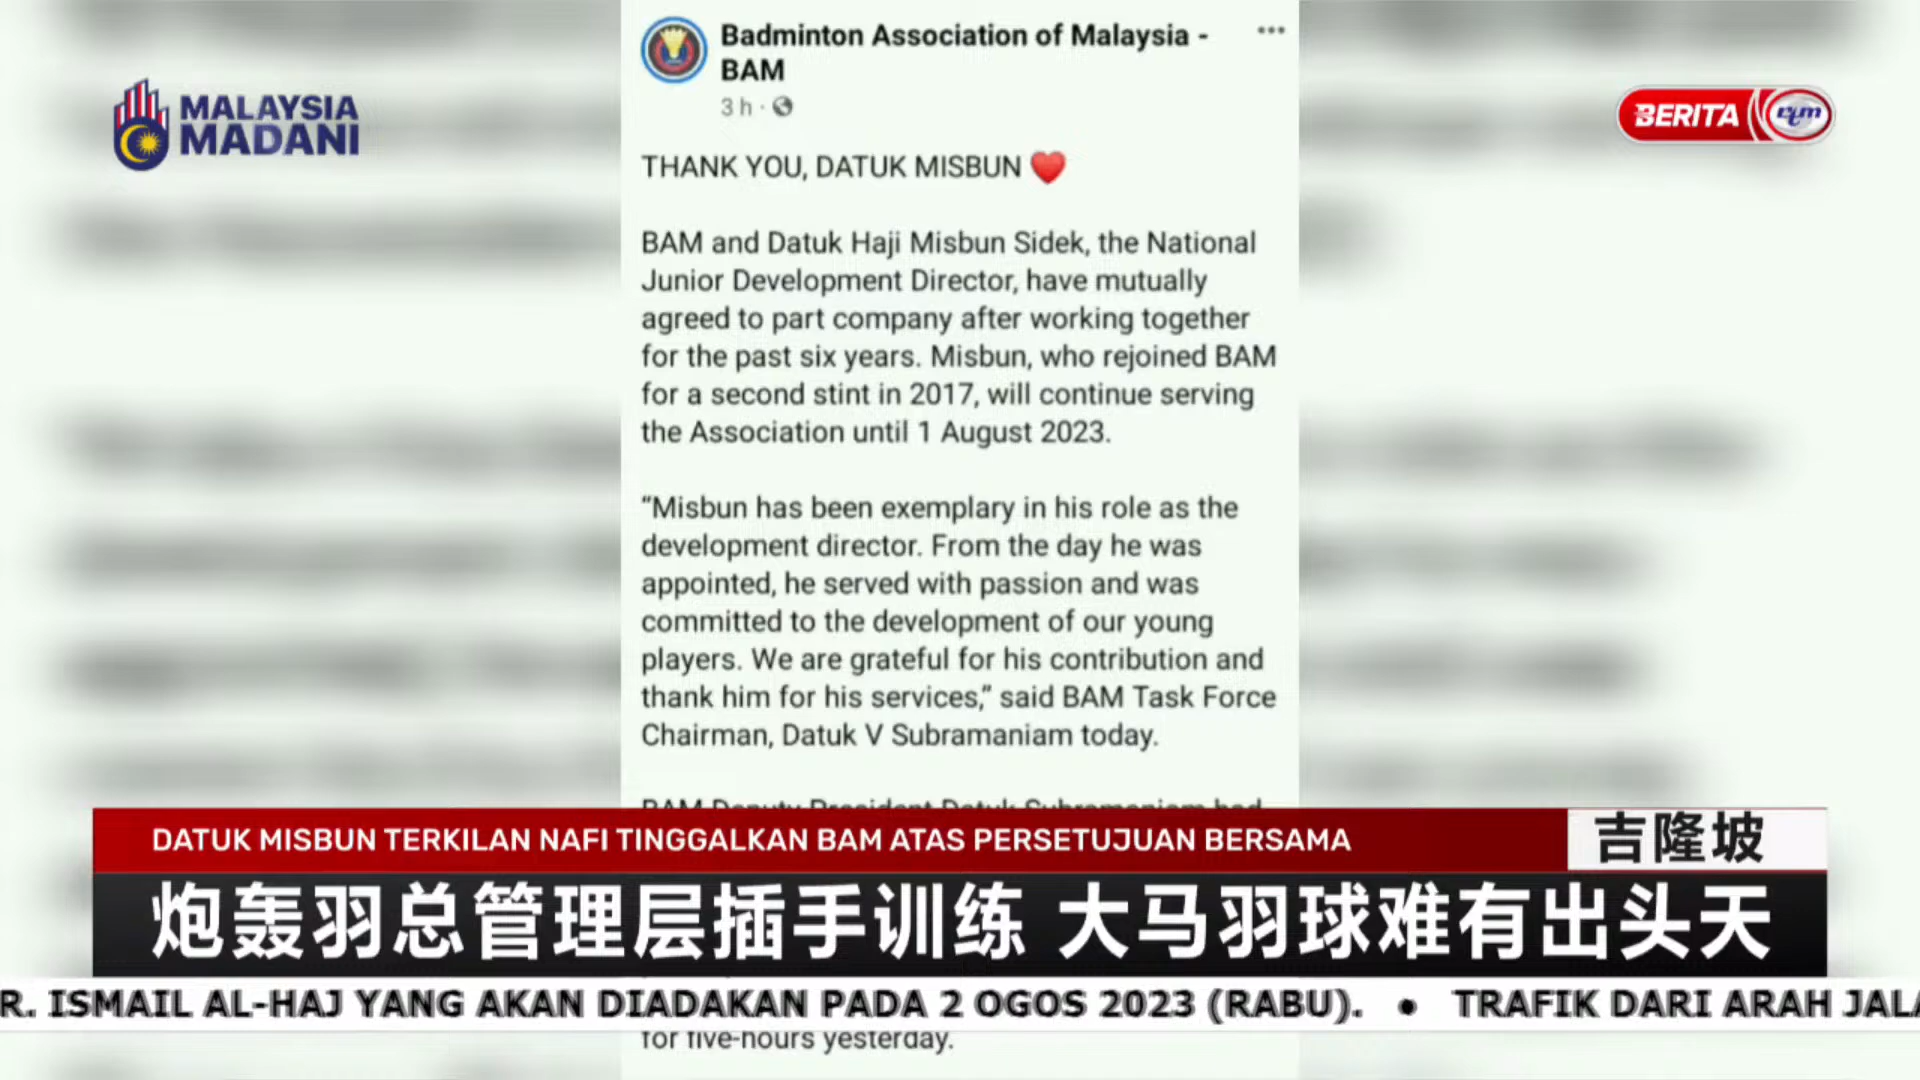 Badminton Association of Malaysia -
BAM
3 h ·
MALAYSIA
MADANI
BERITA rtm
THANK YOU, DATUK MISBUN ❤️
BAM and Datuk Haji Misbun Sidek, the National
Junior Development Director, have mutually
agreed to part company after working together
for the past six years. Misbun, who rejoined BAM
for a second stint in 2017, will continue serving
the Association until 1 August 2023.
“Misbun has been exemplary in his role as the
development director. From the day he was
appointed, he served with passion and was
committed to the development of our young
players. We are grateful for his contribution and
thank him for his services,” said BAM Task Force
Chairman, Datuk V Subramaniam today.
BAM Deputy President Datuk Subramaniam had
DATUK MISBUN TERKILAN NAFI TINGGALKAN BAM ATAS PERSETUJUAN BERSAMA
吉隆坡
炮轰羽总管理层插手训练 大马羽球难有出头天
R. ISMAIL AL-HAJ YANG AKAN DIADAKAN PADA 2 OGOS 2023 (RABU). • TRAFIK DARI ARAH JALA
for five-hours yesterday.